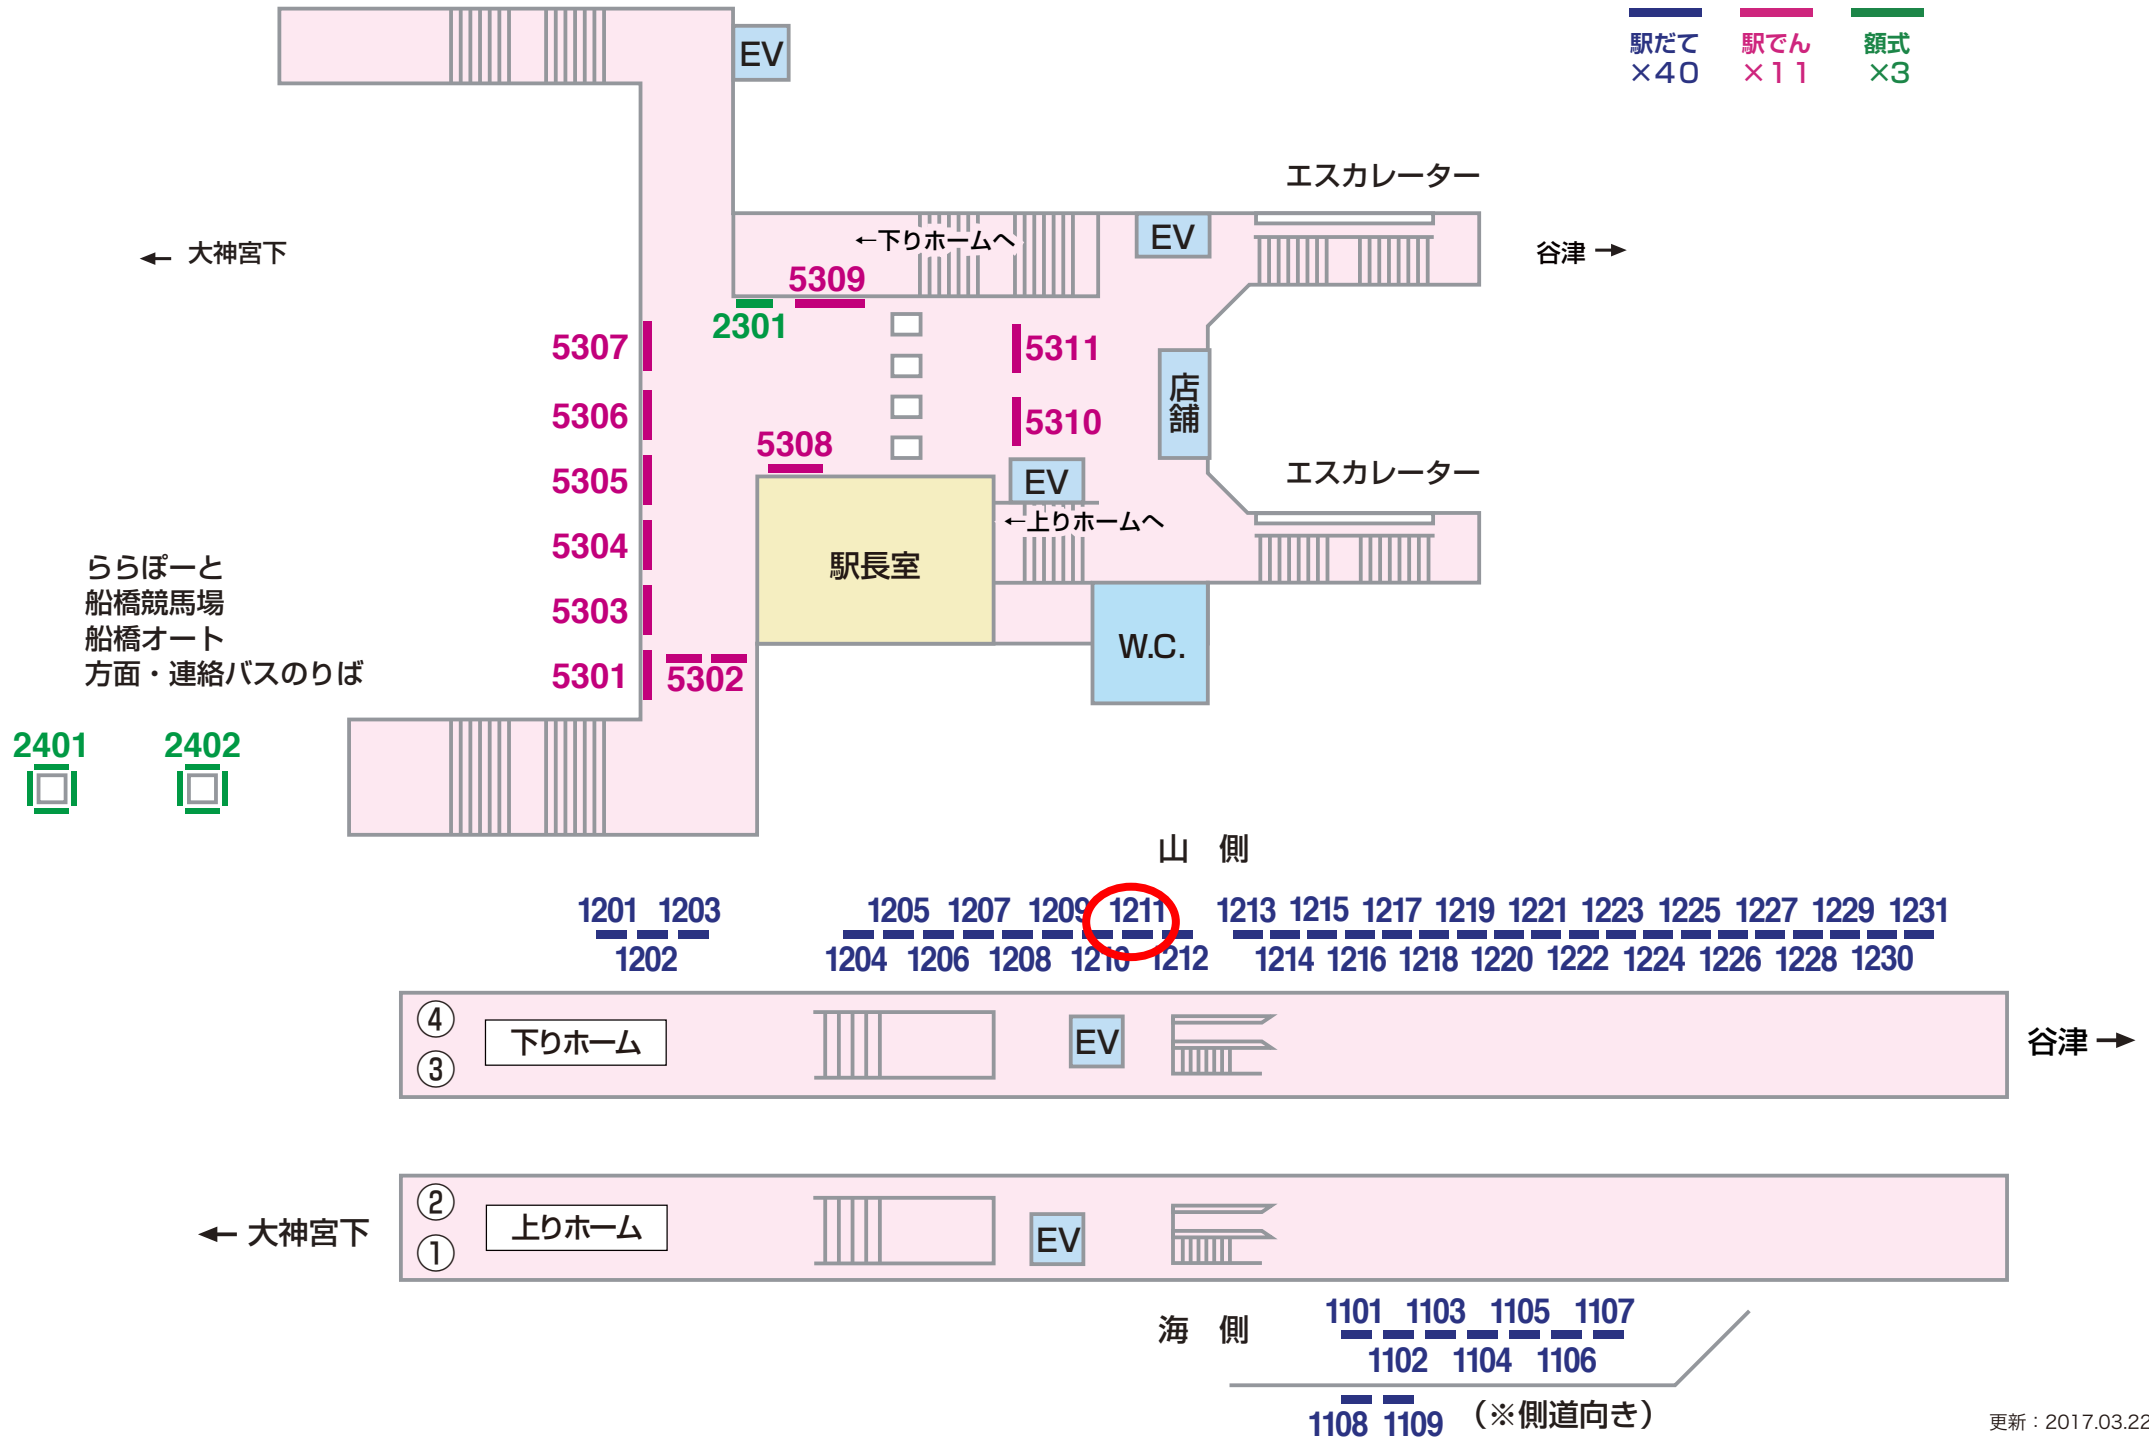 駅だて 駅でん 額式
×40 ×11 ×3
EV
エスカレーター
←下りホームへ
EV
← 大神宮下
谷津 →
5309
2301
5307
5311
店舗
5306
5310
5308
エスカレーター
5305
EV
←上りホームへ
5304
駅長室
ららぽーと
船橋競馬場
船橋オート
方面・連絡バスのりば
5303
W.C.
5301
5302
2401 2402
山 側
1201 1203 1205 1207 1209 1211 1213 1215 1217 1219 1221 1223 1225 1227 1229 1231
1202 1204 1206 1208 1210 1212 1214 1216 1218 1220 1222 1224 1226 1228 1230
④
下りホーム
EV
谷津 →
③
②
← 大神宮下
上りホーム
EV
①
海 側
1101 1103 1105 1107
1102 1104 1106
1108 1109 (※側道向き)
更新：2017.03.22